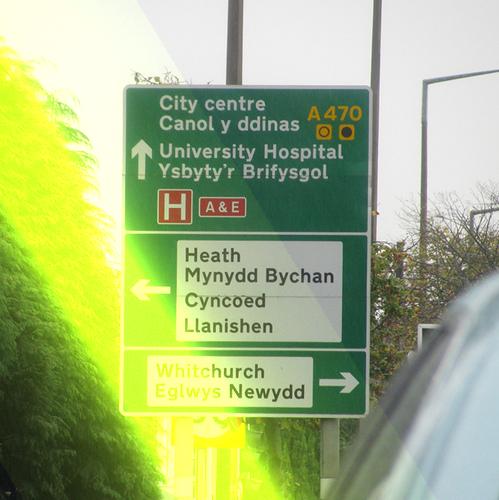 City centre
Canol y ddinas
A470
University Hospital
Ysbyty'r Brifysgol
H A & E
Heath
Mynydd Bychan
Cyncoed
Llanishen
Whitchurch
Eglwys Newydd